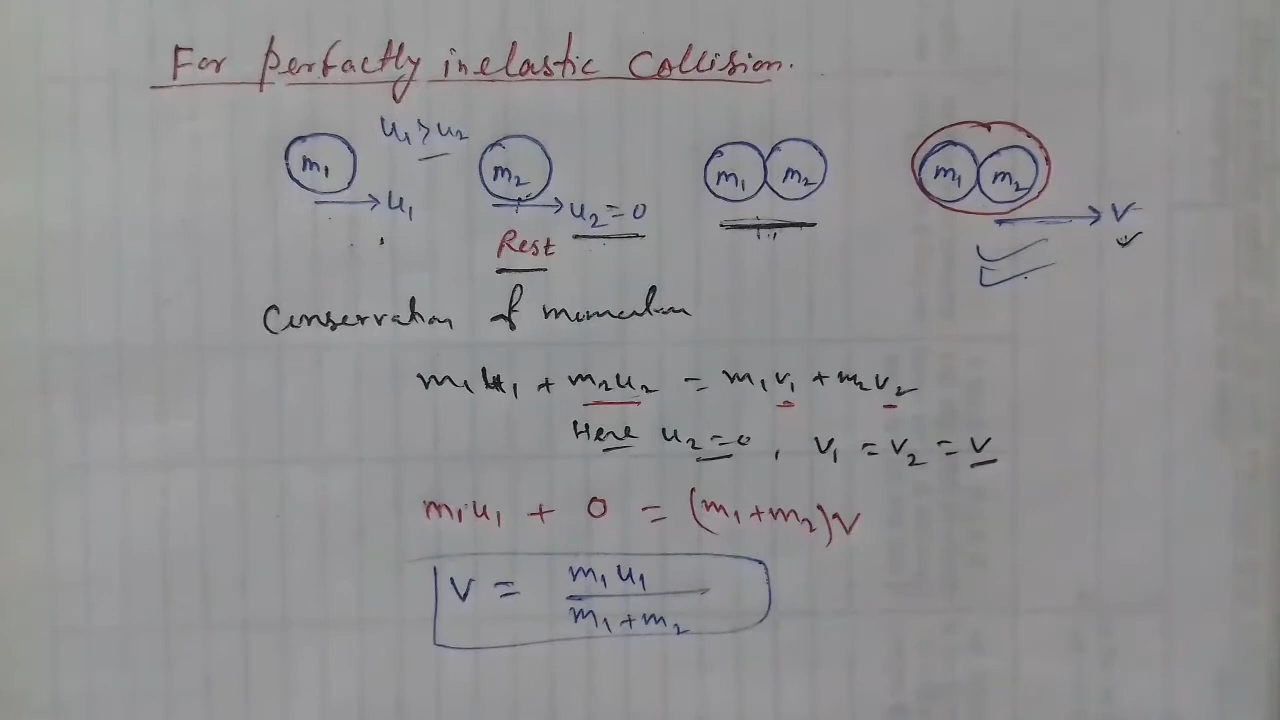 For perfactly inelastic Collision.
m₁ u₁ > u₂ m₂ m₁ m₂ m₁ m₂
u₁ u₂ = 0 v
Rest
Conservation of momentum
m₁u₁ + m₂u₂ = m₁v₁ + m₂v₂
Here u₂ = 0 , v₁ = v₂ = v
m₁u₁ + 0 = (m₁+m₂)v
v = m₁u₁
m₁+m₂